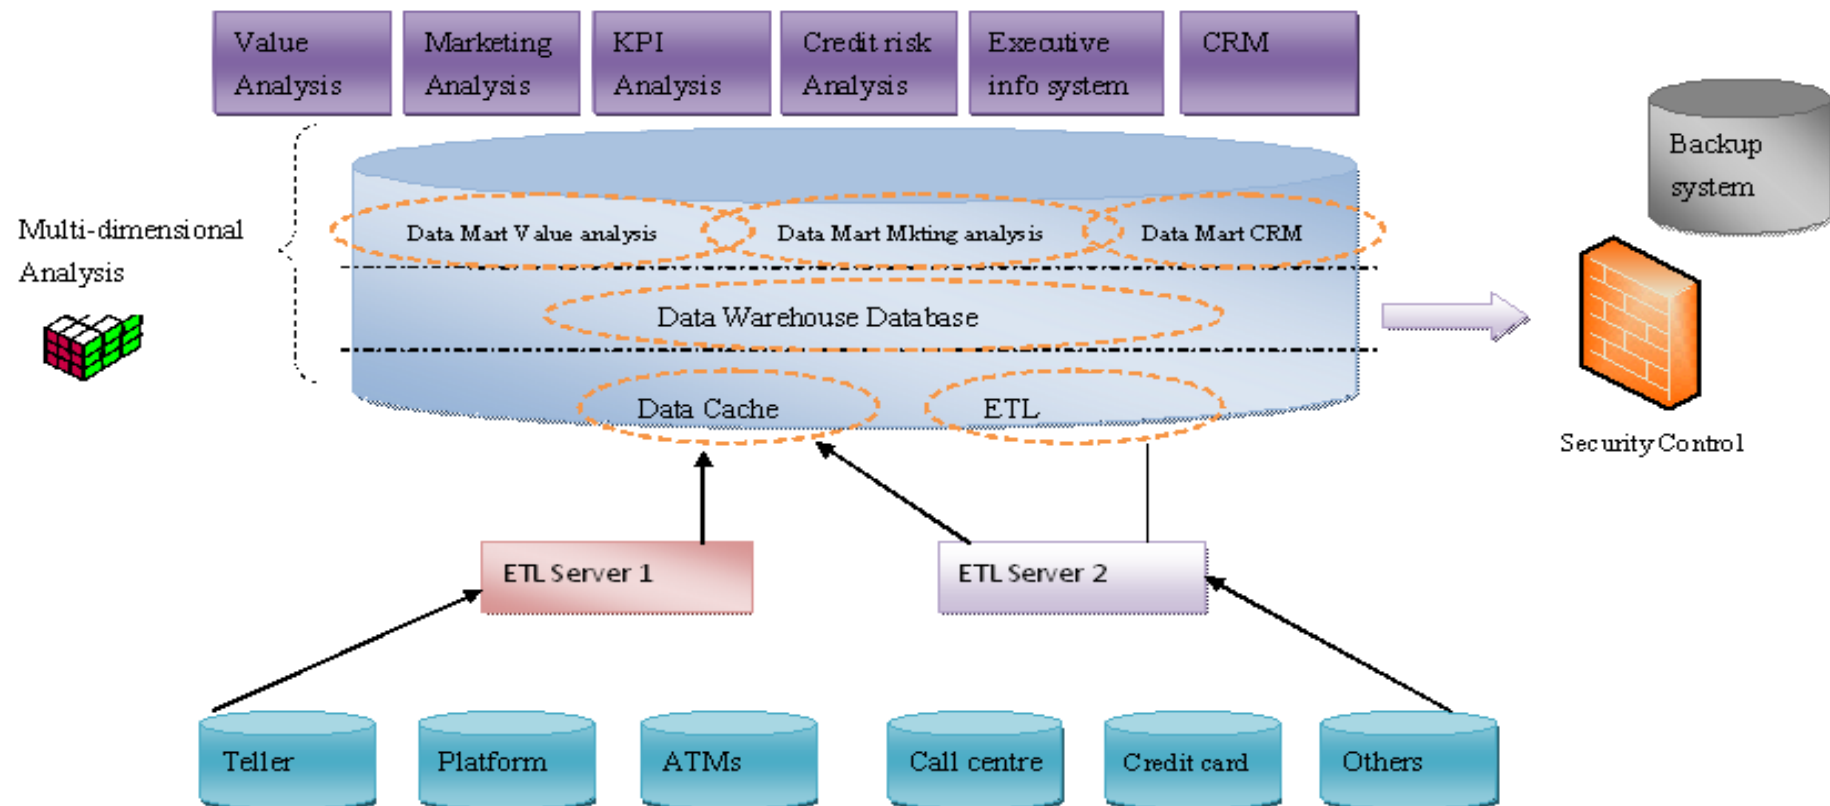 Value
Analysis
Marketing
Analysis
KPI
Analysis
Credit risk
Analysis
Executive
info system
CRM
Backup
system
Multi-dimensional
Analysis
Data Mart Value analysis
Data Mart Mkting analysis
Data Mart CRM
Data Warehouse Database
Data Cache
ETL
Security Control
ETL Server 1
ETL Server 2
Teller
Platform
ATMs
Call centre
Credit card
Others